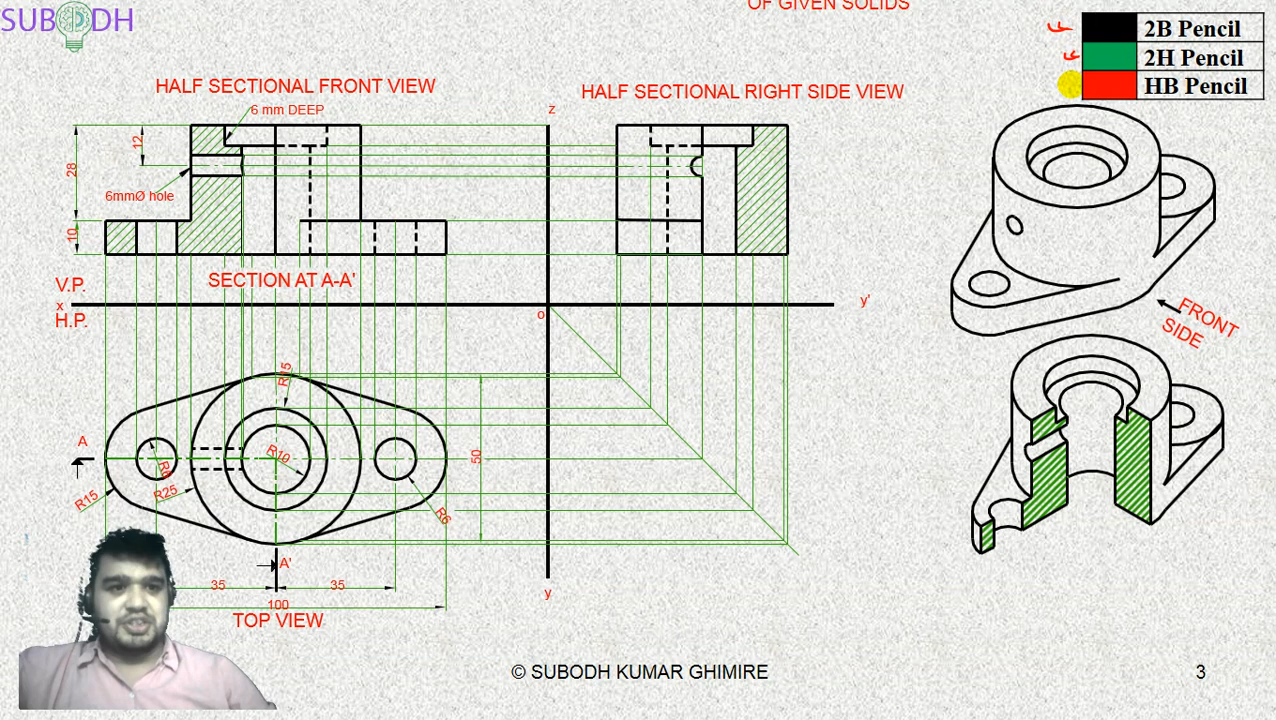 SUBODH
OF GIVEN SOLIDS
2B Pencil
2H Pencil
HB Pencil
HALF SECTIONAL FRONT VIEW
HALF SECTIONAL RIGHT SIDE VIEW
6 mm DEEP
z
12
28
6mmØ hole
10
SECTION AT A-A'
V.P.
x
H.P.
o
y'
FRONT
SIDE
R15
A
R10
R6
50
R25
R15
R6
A'
35
35
100
TOP VIEW
y
© SUBODH KUMAR GHIMIRE
3